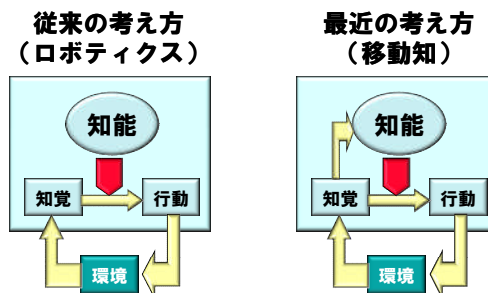 従来の考え方
(ロボティクス)
知能
知覚
行動
環境
最近の考え方
(移動知)
知能
知覚
行動
環境